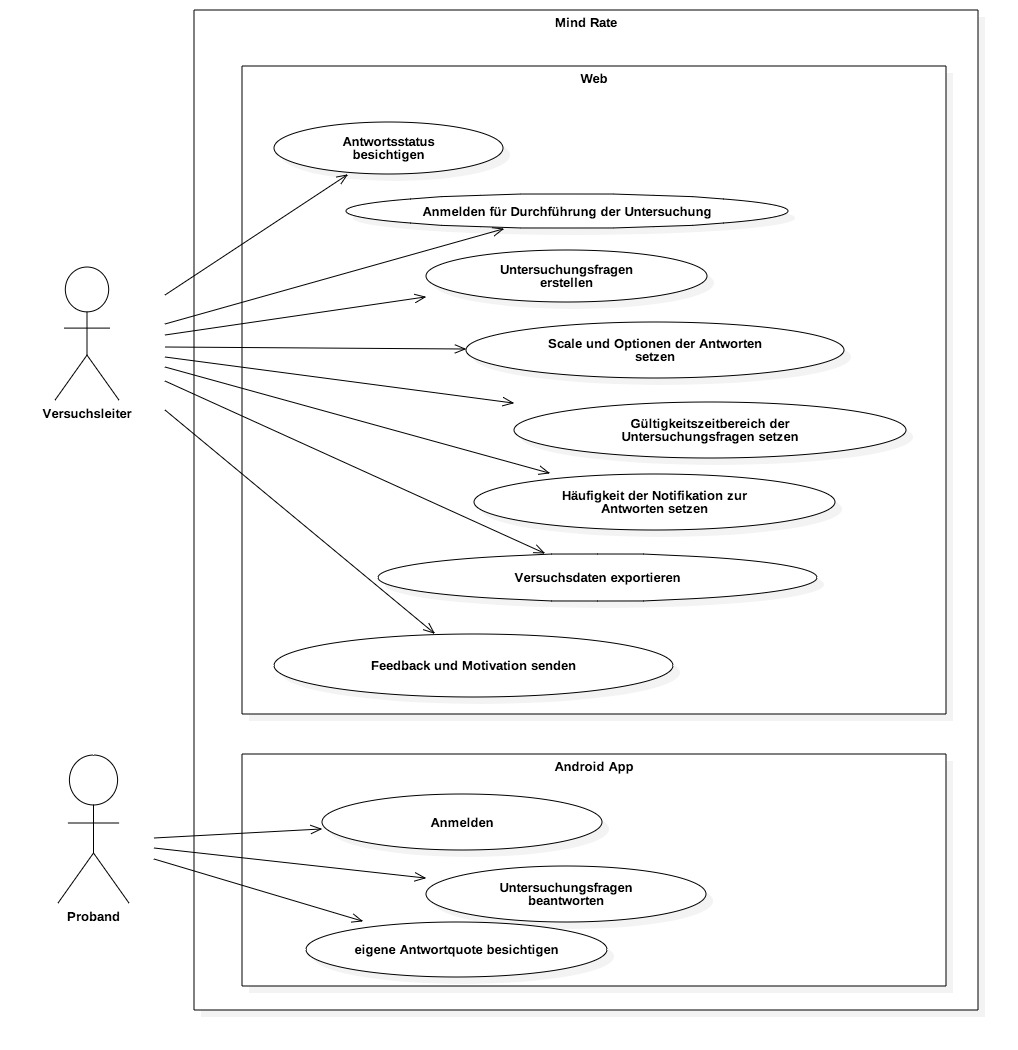 Mind Rate
Web
Antwortsstatus
besichtigen
Anmelden für Durchführung der Untersuchung
Untersuchungsfragen
erstellen
Scale und Optionen der Antworten
setzen
Versuchsleiter
Gültigkeitszeitbereich der
Untersuchungsfragen setzen
Häufigkeit der Notifikation zur
Antworten setzen
Versuchsdaten exportieren
Feedback und Motivation senden
Android App
Anmelden
Untersuchungsfragen
beantworten
Proband
eigene Antwortquote besichtigen